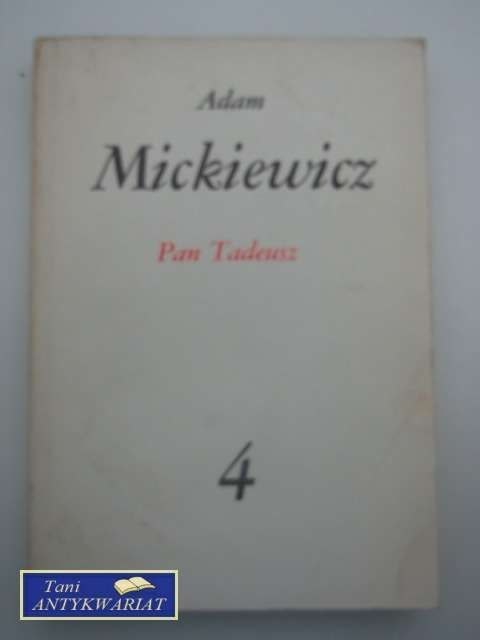 Adam
Mickiewicz
Pan Tadeusz
4
Tani
ANTYKWARIAT